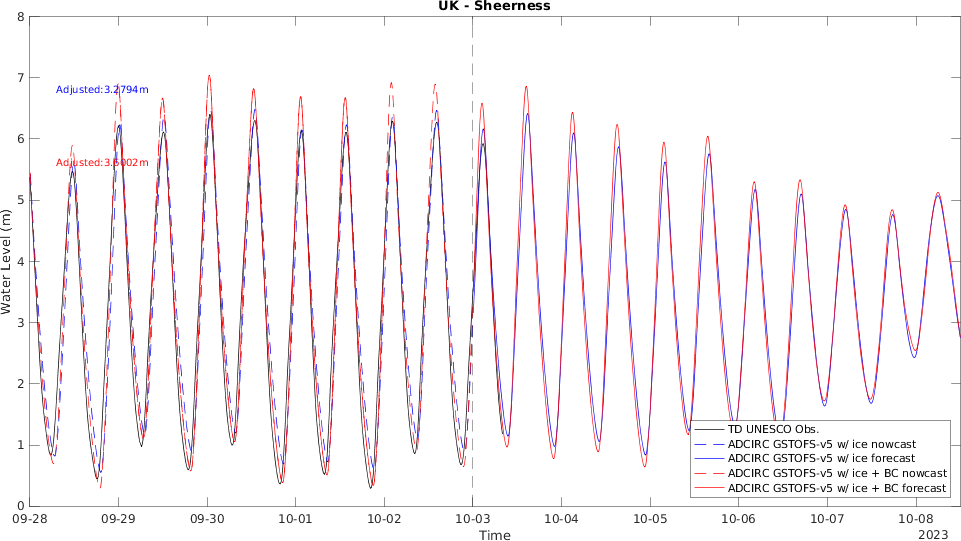 UK - Sheerness
8
7
6
5
4
3
2
1
0
Water Level (m)
Adjusted:3.2794m
Adjusted:3.5002m
TD UNESCO Obs.
ADCIRC GSTOFS-v5 w/ ice nowcast
ADCIRC GSTOFS-v5 w/ ice forecast
ADCIRC GSTOFS-v5 w/ ice + BC nowcast
ADCIRC GSTOFS-v5 w/ ice + BC forecast
09-28 09-29 09-30 10-01 10-02 10-03 10-04 10-05 10-06 10-07 10-08
Time
2023